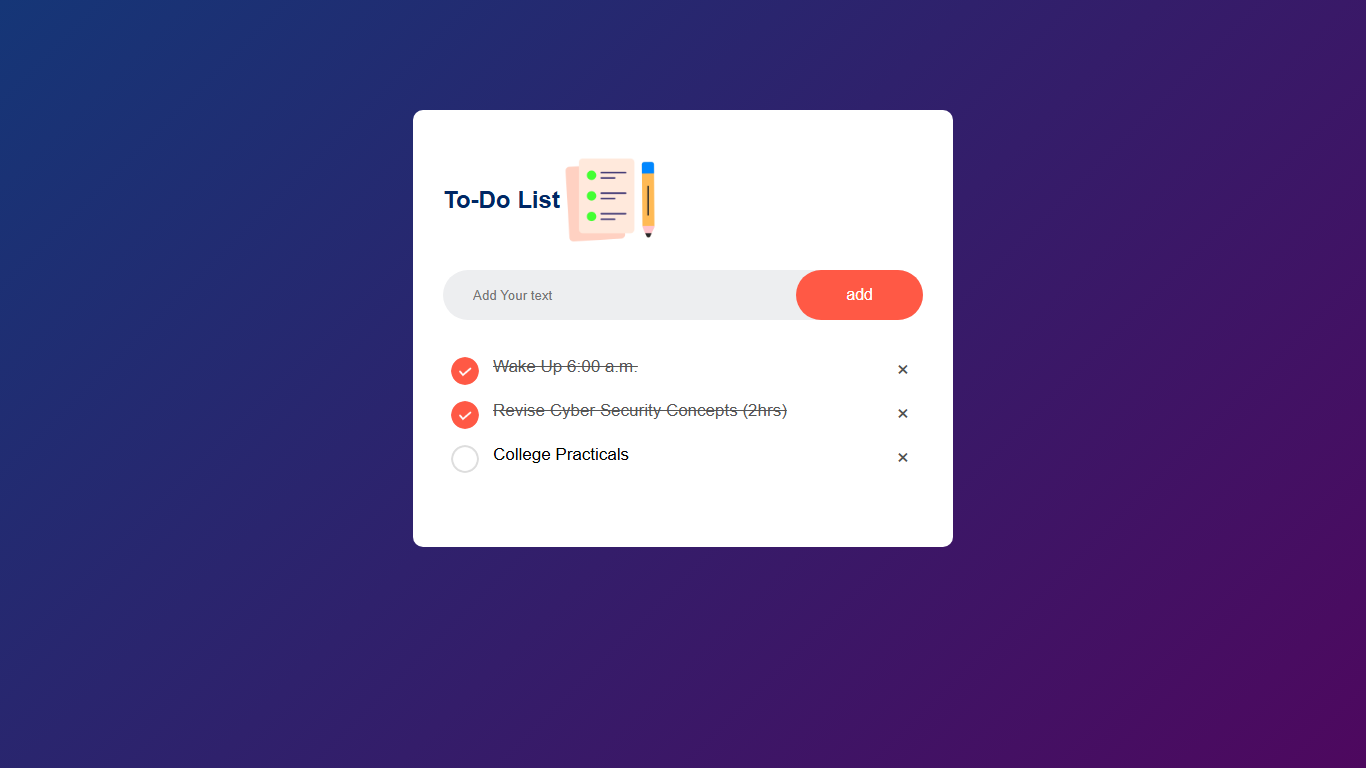 To-Do List
Add Your text
add
Wake Up 6:00 a.m.
Revise Cyber Security Concepts (2hrs)
College Practicals